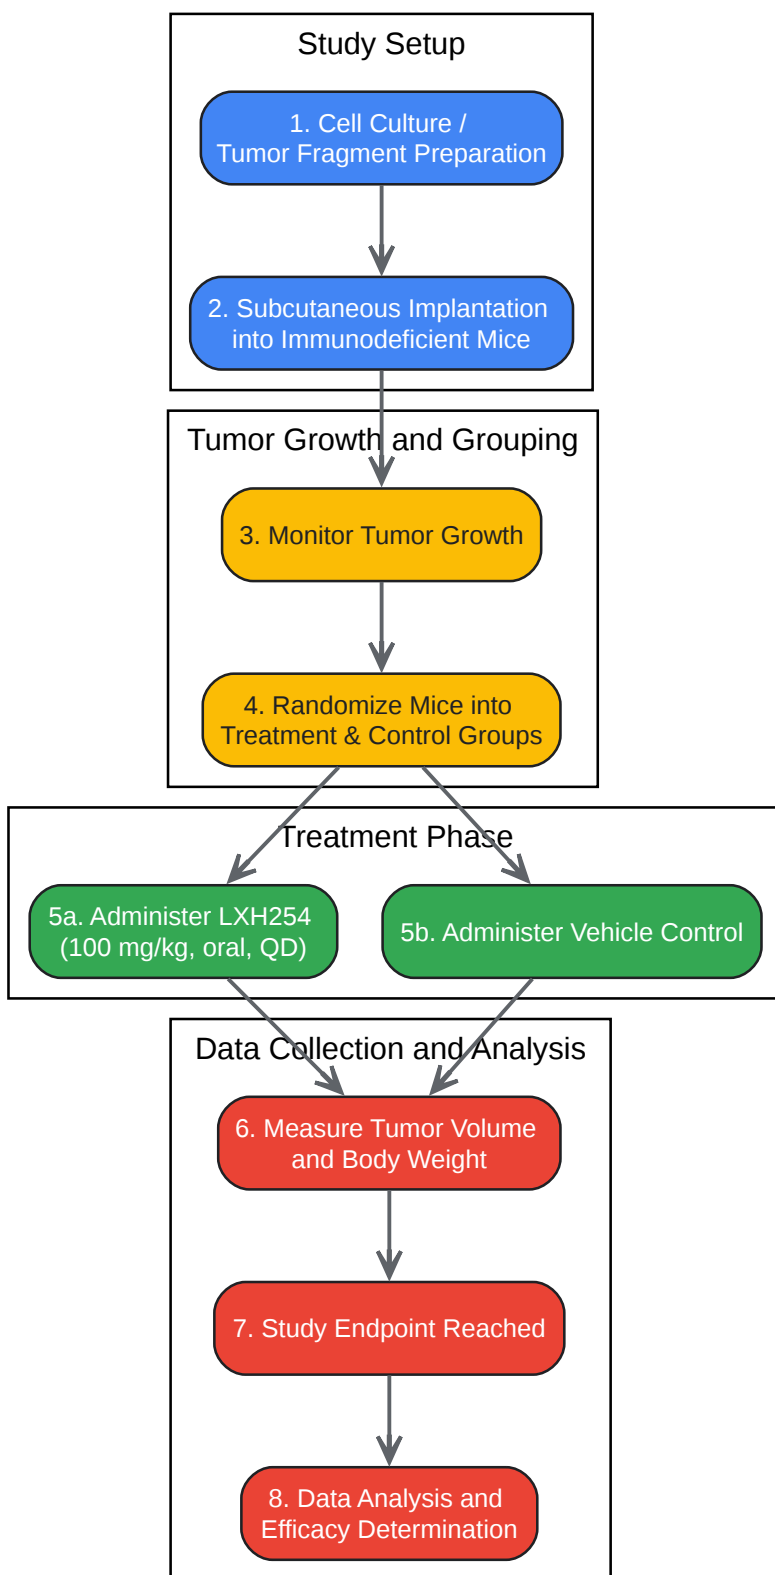 Study Setup
1. Cell Culture /
Tumor Fragment Preparation
2. Subcutaneous Implantation
into Immunodeficient Mice
Tumor Growth and Grouping
3. Monitor Tumor Growth
4. Randomize Mice into
Treatment & Control Groups
Treatment Phase
5a. Administer LXH254
(100 mg/kg, oral, QD)
5b. Administer Vehicle Control
Data Collection and Analysis
6. Measure Tumor Volume
and Body Weight
7. Study Endpoint Reached
8. Data Analysis and
Efficacy Determination